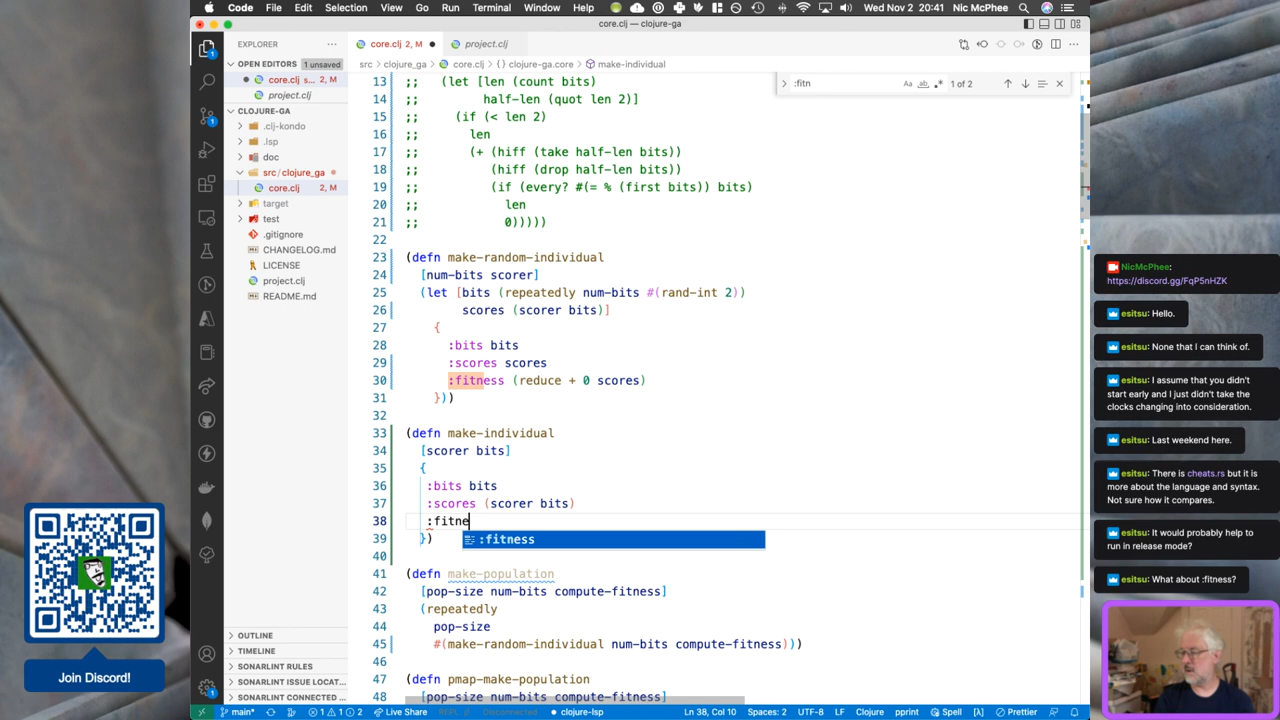 Code File Edit Selection View Go Run Terminal Window Help Wed Nov 2 20:41 Nic McPhee
core.clj — clojure-ga
EXPLORER
OPEN EDITORS 1 unsaved
core.clj s... 2, M
project.clj
CLOJURE-GA
.clj-kondo
.lsp
doc
src / clojure_ga
core.clj 2, M
target
test
.gitignore
CHANGELOG.md
LICENSE
project.clj
README.md
OUTLINE
TIMELINE
SONARLINT RULES
SONARLINT ISSUE LOCAT...
SONARLINT CONNECTED ...
core.clj 2, M project.clj
src > clojure_ga > core.clj > {} clojure-ga.core > make-individual
:fitn Aa ab 1 of 2
13 ;; (let [len (count bits)
14 ;; half-len (quot len 2)]
15 ;; (if (< len 2)
16 ;; len
17 ;; (+ (hiff (take half-len bits))
18 ;; (hiff (drop half-len bits))
19 ;; (if (every? #(= % (first bits)) bits)
20 ;; len
21 ;; 0)))))
22
23 (defn make-random-individual
24 [num-bits scorer]
25 (let [bits (repeatedly num-bits #(rand-int 2))
26 scores (scorer bits)]
27 {
28 :bits bits
29 :scores scores
30 :fitness (reduce + 0 scores)
31 }))
32
33 (defn make-individual
34 [scorer bits]
35 {
36 :bits bits
37 :scores (scorer bits)
38 :fitne
:fitness
39 })
40
41 (defn make-population
42 [pop-size num-bits compute-fitness]
43 (repeatedly
44 pop-size
45 #(make-random-individual num-bits compute-fitness)))
46
47 (defn pmap-make-population
48 [pop-size num-bits compute-fitness]
main* 1 1 2 Live Share REPL Disconnected clojure-lsp Ln 38, Col 10 Spaces: 2 UTF-8 LF Clojure pprint Spell [λ] Prettier
Join Discord!
NicMcPhee:
https://discord.gg/FqP5nHZK
esitsu: Hello.
esitsu: None that I can think of.
esitsu: I assume that you didn't
start early and I just didn't take the
clocks changing into consideration.
esitsu: Last weekend here.
esitsu: There is cheats.rs but it is
more about the language and syntax.
Not sure how it compares.
esitsu: It would probably help to
run in release mode?
esitsu: What about :fitness?